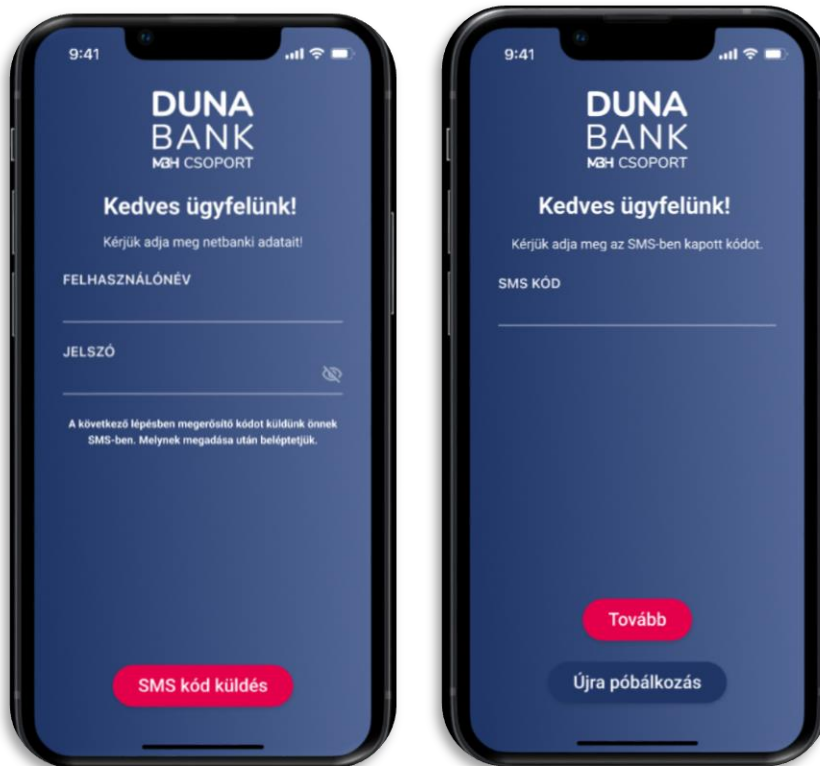 9:41
DUNA
BANK
MBH CSOPORT
Kedves ügyfelünk!
Kérjük adja meg netbanki adatait!
FELHASZNÁLÓNÉV
JELSZÓ
A következő lépésben megerősítő kódot küldünk önnek
SMS-ben. Melynek megadása után beléptetjük.
SMS kód küldés
9:41
DUNA
BANK
MBH CSOPORT
Kedves ügyfelünk!
Kérjük adja meg az SMS-ben kapott kódot.
SMS KÓD
Tovább
Újra póbálkozás